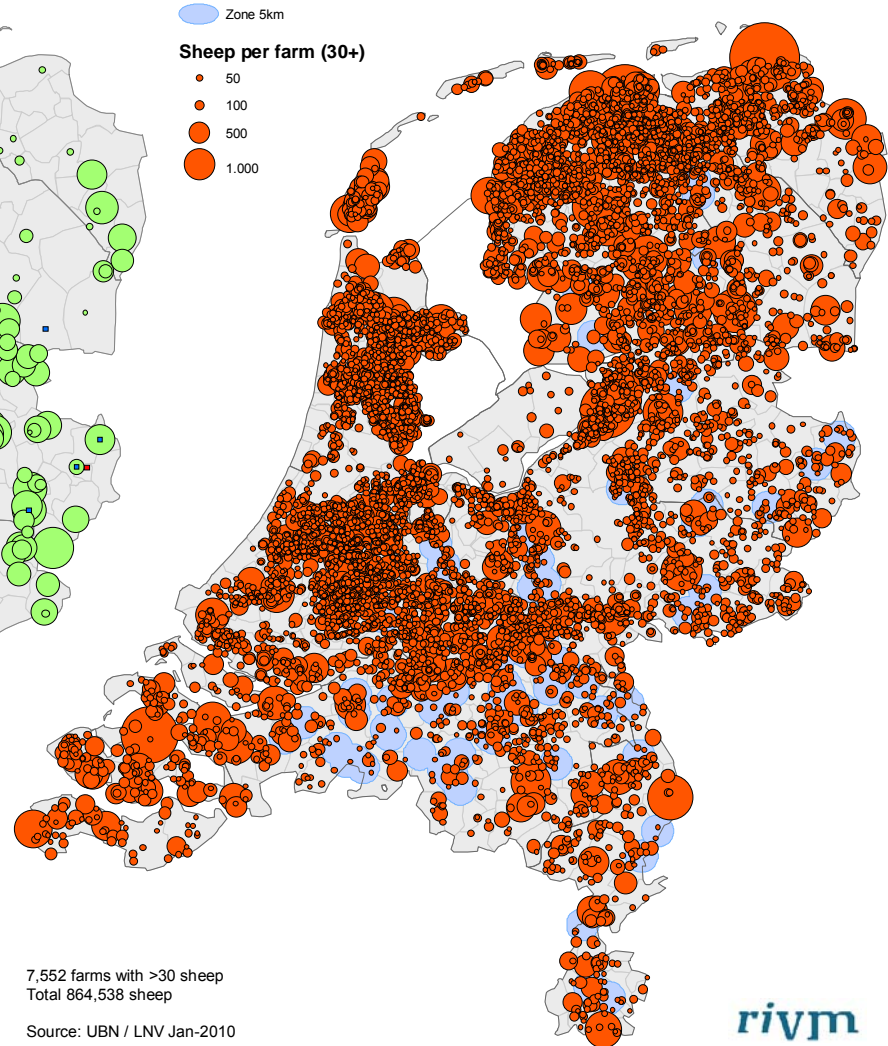 Zone 5km
Sheep per farm (30+)
50
100
500
1.000
7,552 farms with >30 sheep
Total 864,538 sheep
Source: UBN / LNV Jan-2010
rivm